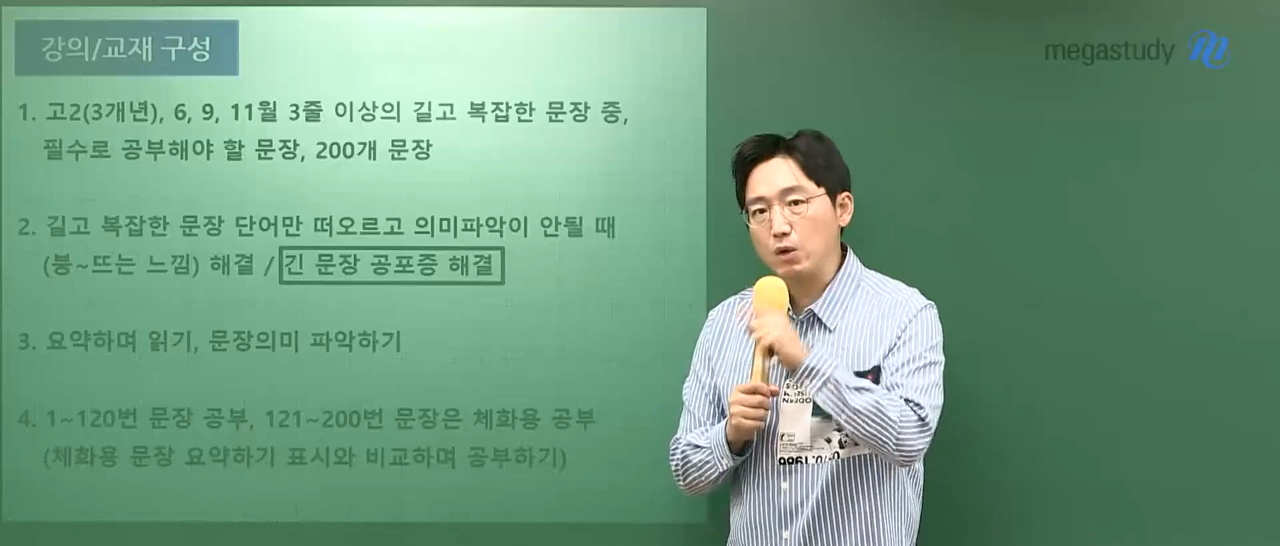 강의/교재 구성
megastudy
1. 고2(3개년), 6, 9, 11월 3줄 이상의 길고 복잡한 문장 중,
필수로 공부해야 할 문장, 200개 문장
2. 길고 복잡한 문장 단어만 떠오르고 의미파악이 안될 때
(붕~뜨는 느낌) 해결 / 긴 문장 공포증 해결
3. 요약하며 읽기, 문장의미 파악하기
4. 1~120번 문장 공부, 121~200번 문장은 체화용 공부
(체화용 문장 요약하기 표시와 비교하며 공부하기)